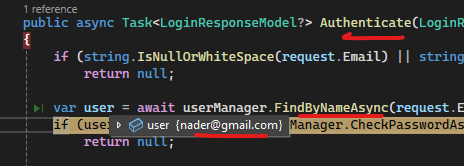 1 reference
public async Task<LoginResponseModel?> Authenticate(LoginR
{
if (string.IsNullOrWhiteSpace(request.Email) || string
return null;
var user = await userManager.FindByNameAsync(request.E
if (use user {nader@gmail.com} Manager.CheckPasswordAs
return null;